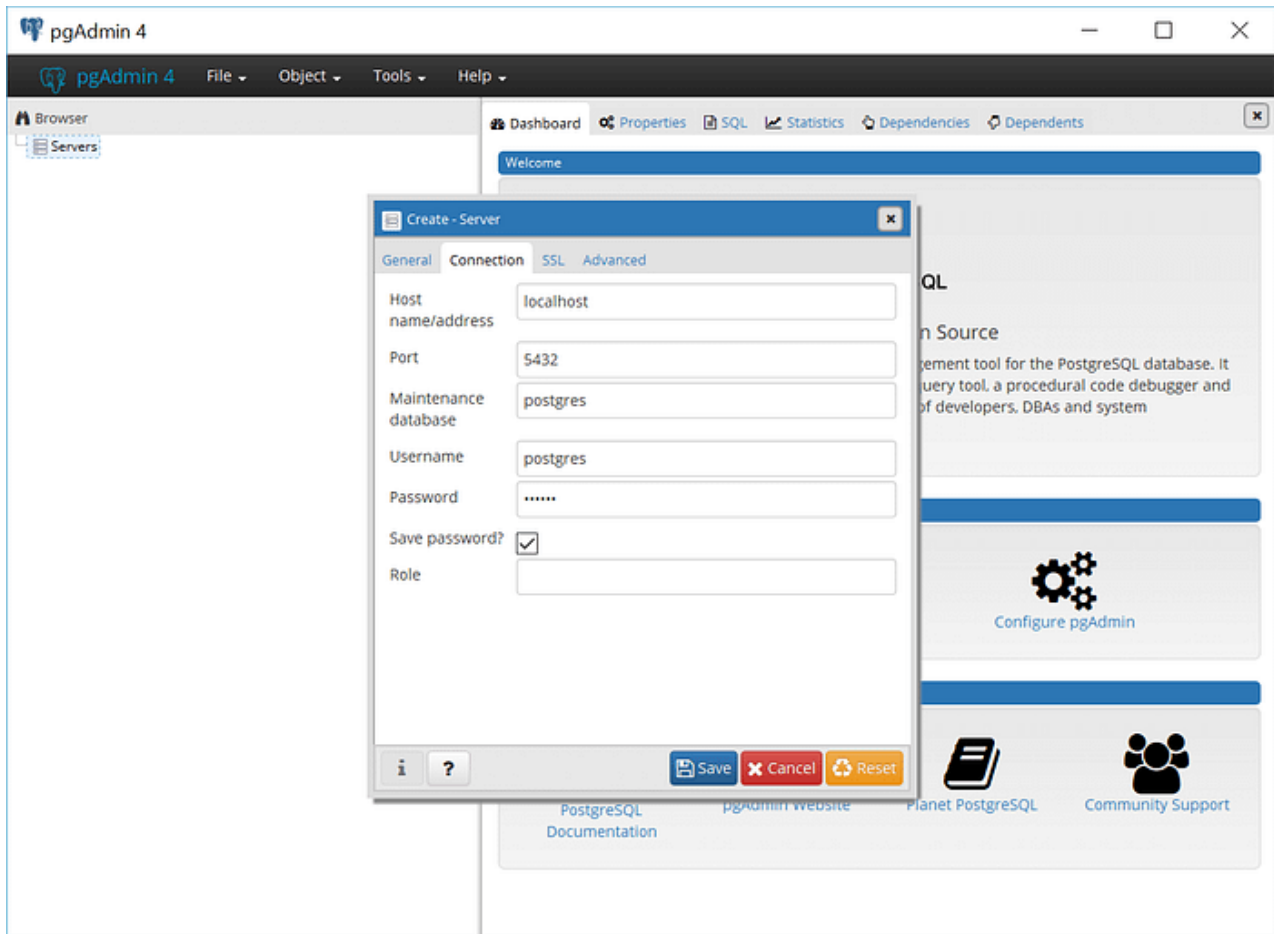 pgAdmin 4
pgAdmin 4 File Object Tools Help
Browser
Servers
Dashboard Properties SQL Statistics Dependencies Dependents
Welcome
Create - Server
General Connection SSL Advanced
Host name/address
localhost
Port
5432
Maintenance database
postgres
Username
postgres
Password
••••••
Save password?
Role
i ? Save Cancel Reset
QL
n Source
ement tool for the PostgreSQL database. It
uery tool, a procedural code debugger and
of developers, DBAs and system
Configure pgAdmin
PostgreSQL
Documentation
pgAdmin Website
Planet PostgreSQL
Community Support